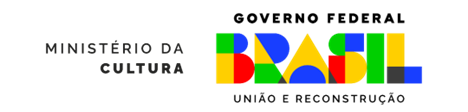 MINISTÉRIO DA
CULTURA
GOVERNO FEDERAL
BRASIL
UNIÃO E RECONSTRUÇÃO